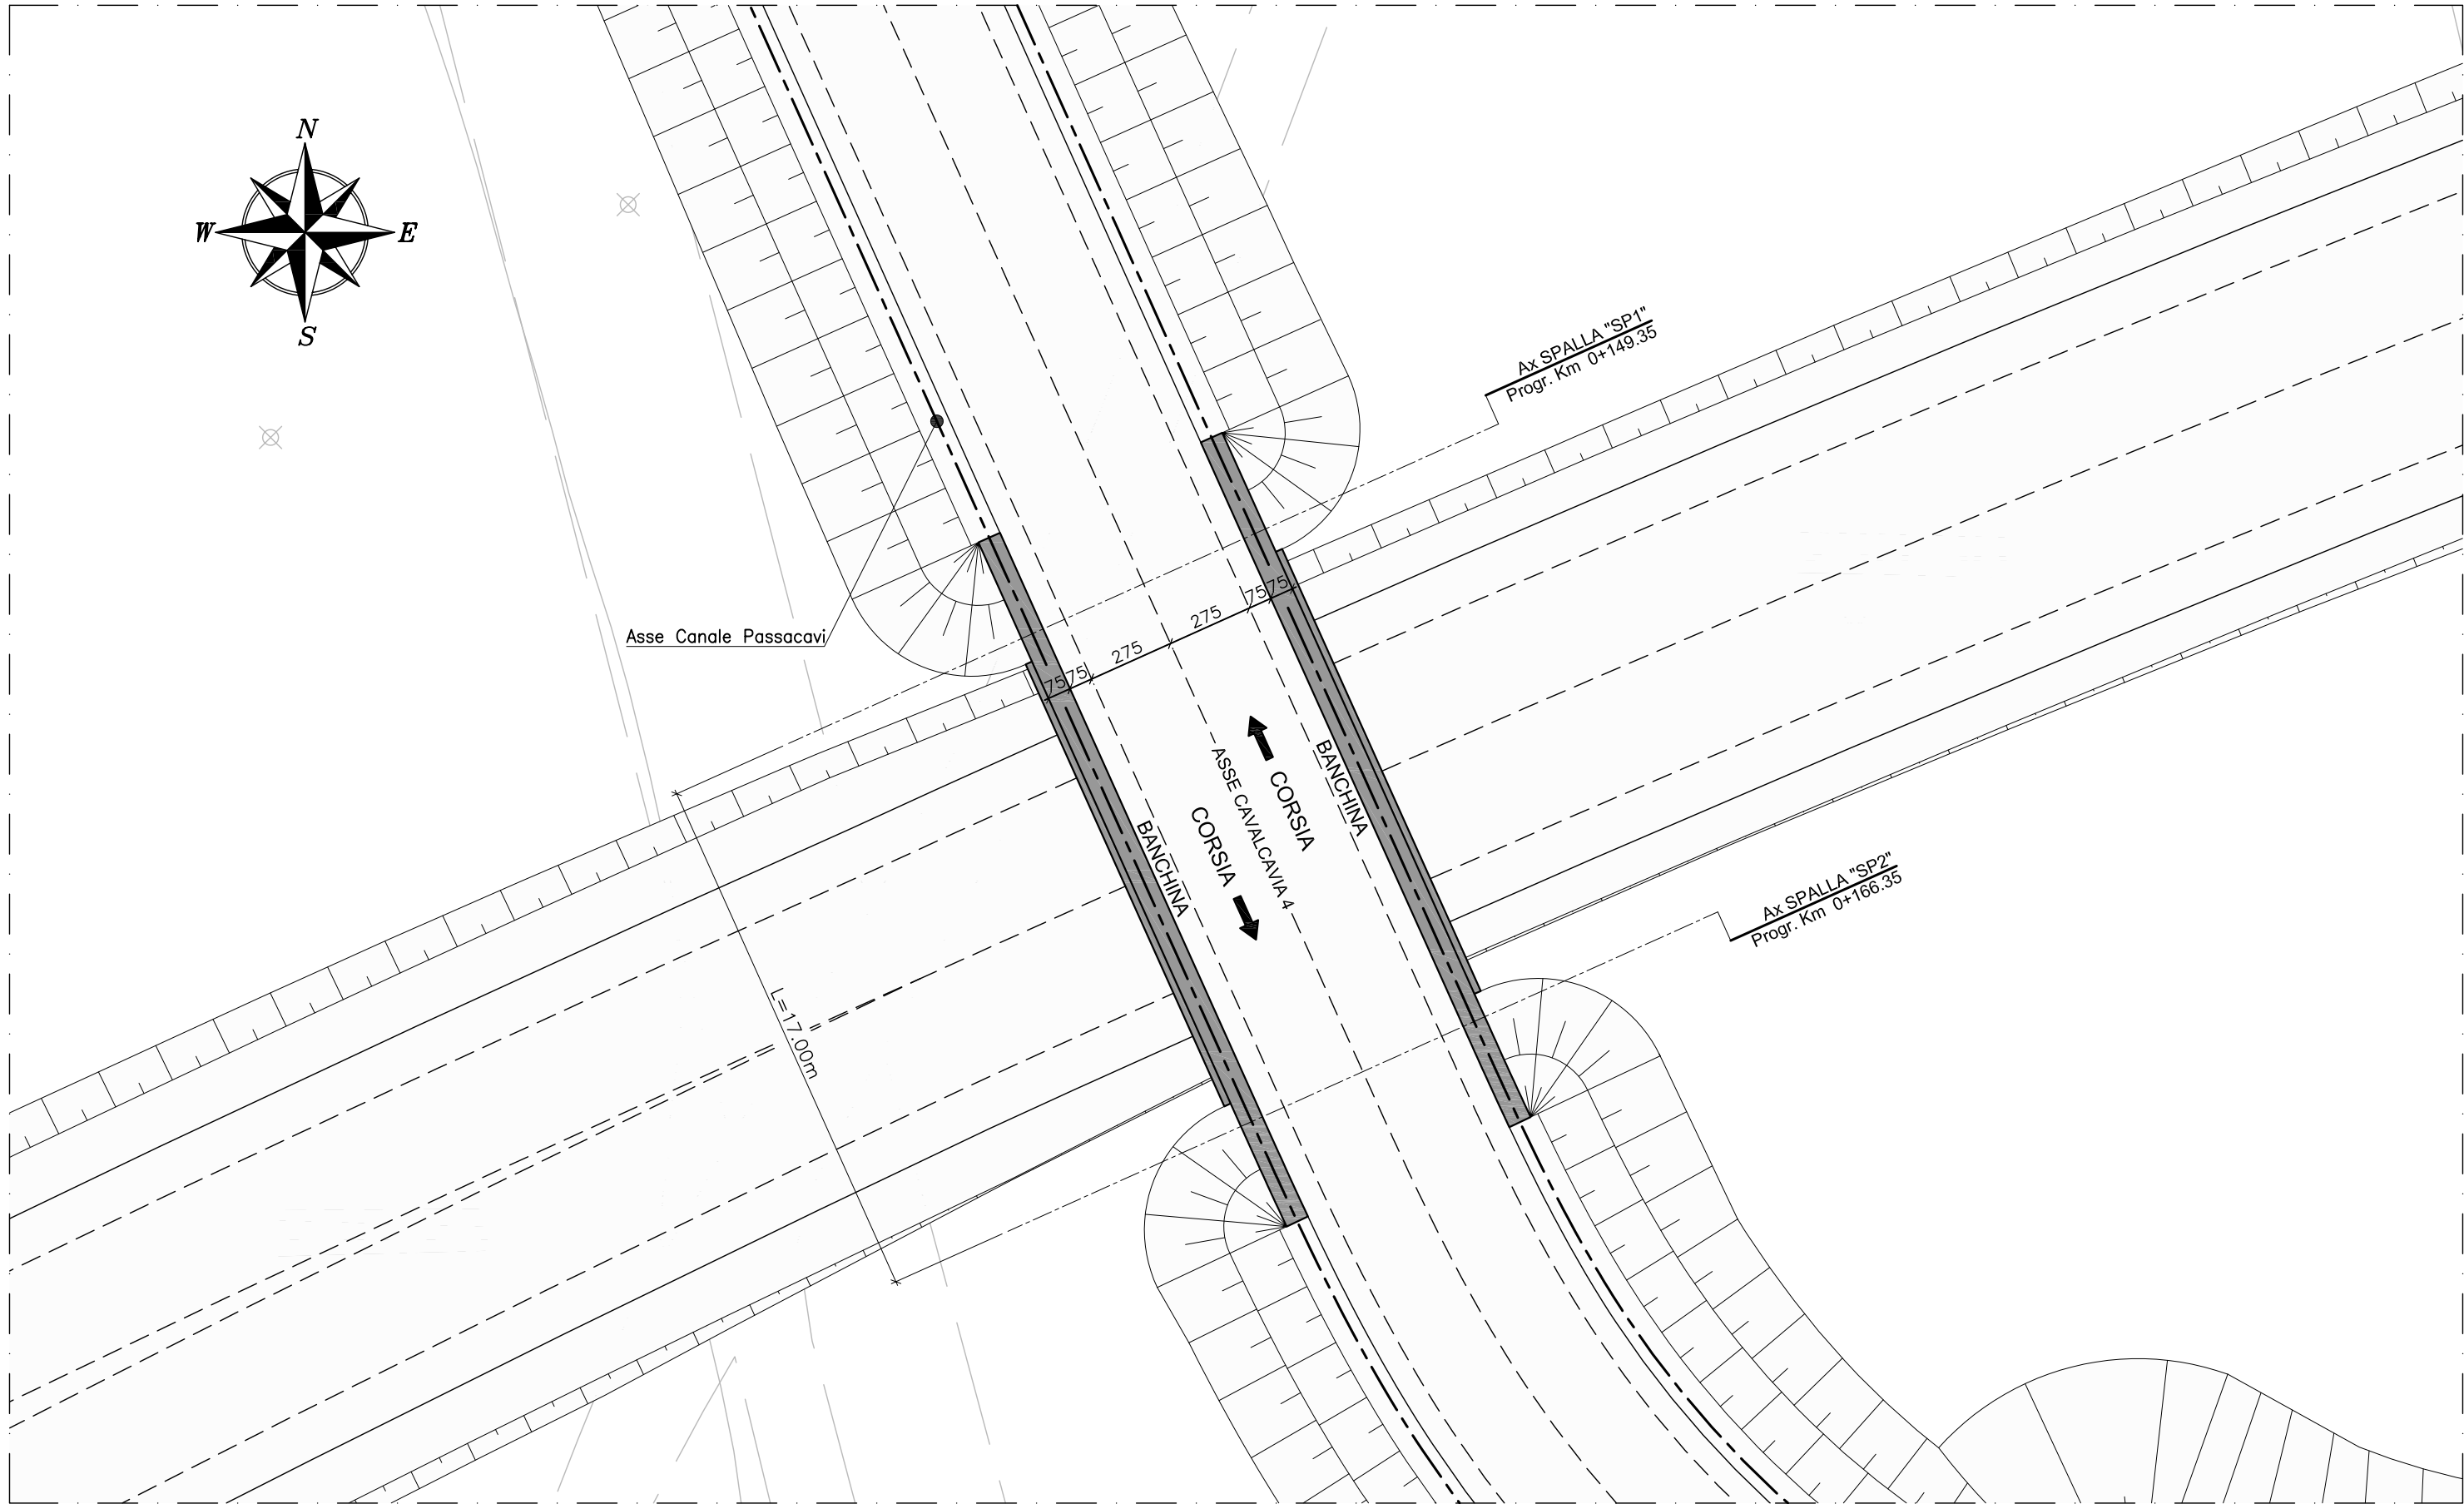 N
W
E
S
Ax SPALLA "SP1"
Progr. Km 0+149.35
Asse Canale Passacavi
75
75
275
275
75
75
BANCHINA
CORSIA
ASSE CAVALCAVIA 4
CORSIA
BANCHINA
Ax SPALLA "SP2"
Progr. Km 0+166.35
L=17.00m